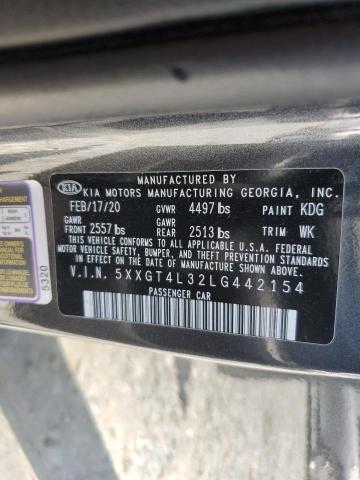 MANUFACTURED BY
KIA KIA MOTORS MANUFACTURING GEORGIA, INC.
FEB/17/20 GVWR 4497 lbs PAINT KDG
GAWR GAWR
FRONT 2557 lbs REAR 2513 lbs TRIM WK
THIS VEHICLE CONFORMS TO ALL APPLICABLE U.S.A. FEDERAL
MOTOR VEHICLE SAFETY, BUMPER, AND THEFT PREVENTION
STANDARDS IN EFFECT ON THE DATE OF MANUFACTURE SHOWN ABOVE.
V.I.N. 5XXGT4L32LG442154
PASSENGER CAR
5320